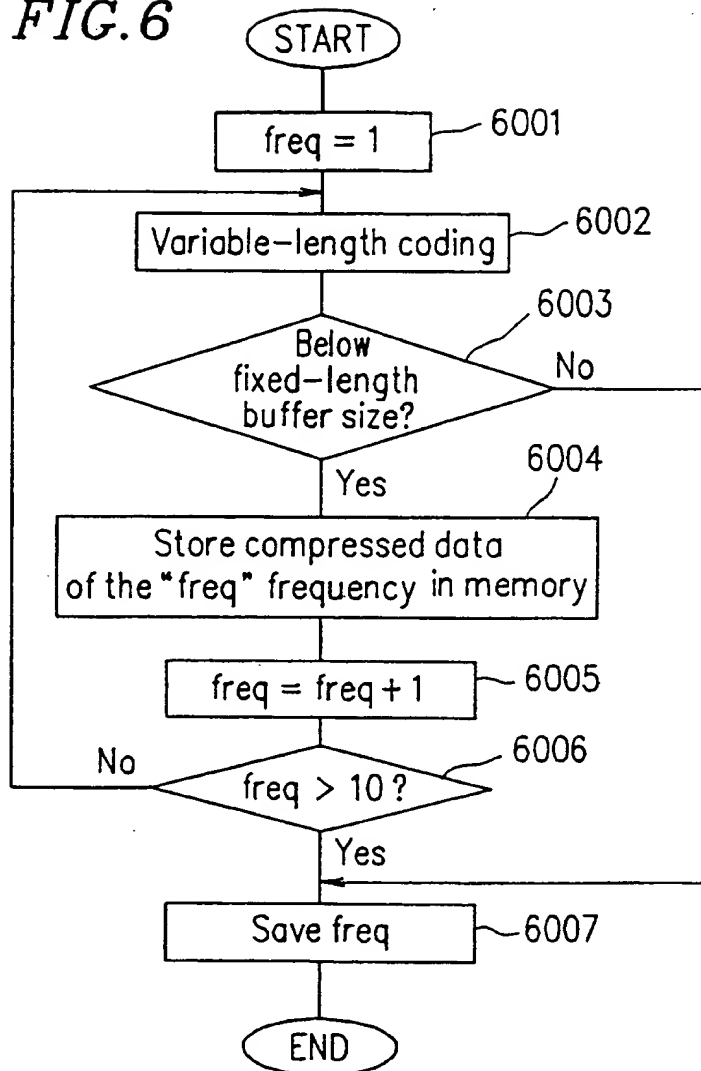 FIG.6
START
freq = 1
6001
Variable-length coding
6002
Below
fixed-length
buffer size?
6003
No
Yes
6004
Store compressed data
of the "freq" frequency in memory
freq = freq + 1
6005
6006
No
freq > 10?
Yes
Save freq
6007
END